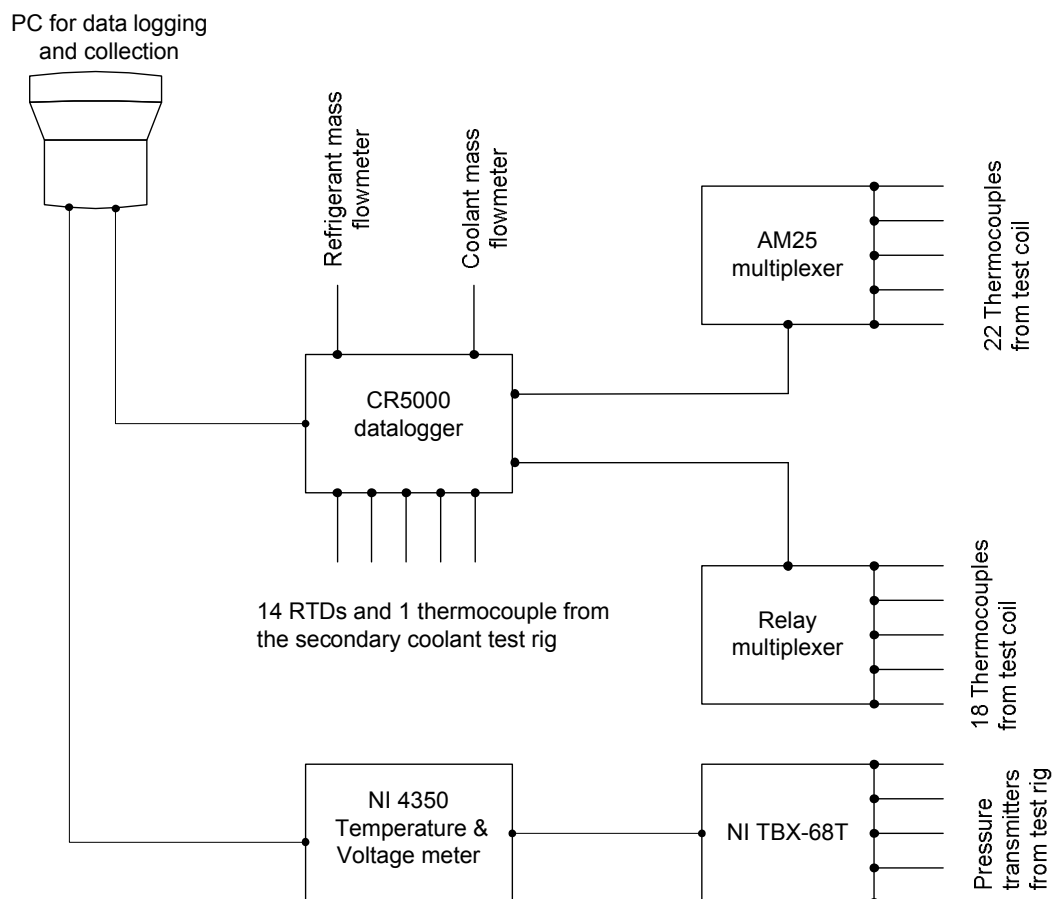 PC for data logging
and collection
Refrigerant mass
flowmeter
Coolant mass
flowmeter
AM25
multiplexer
22 Thermocouples
from test coil
CR5000
datalogger
14 RTDs and 1 thermocouple from
the secondary coolant test rig
Relay
multiplexer
18 Thermocouples
from test coil
NI 4350
Temperature &
Voltage meter
NI TBX-68T
Pressure
transmitters
from test rig